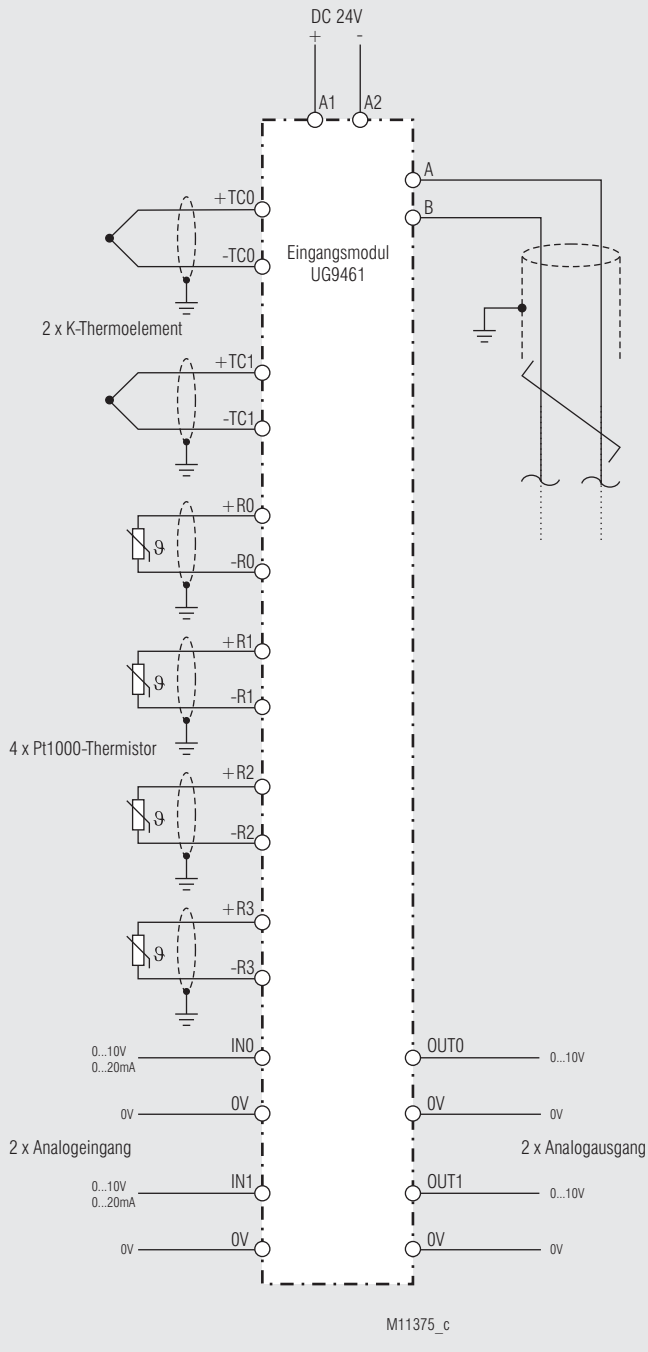 DC 24V
+ -
A1 A2
+TC0
A
B
-TC0
Eingangsmodul
UG9461
2 x K-Thermoelement
+TC1
-TC1
+R0
ϑ
-R0
+R1
ϑ
-R1
4 x Pt1000-Thermistor
+R2
ϑ
-R2
+R3
ϑ
-R3
0...10V
0...20mA
IN0
OUT0
0...10V
0V
0V
0V
0V
2 x Analogeingang
2 x Analogausgang
0...10V
0...20mA
IN1
OUT1
0...10V
0V
0V
0V
0V
M11375_c